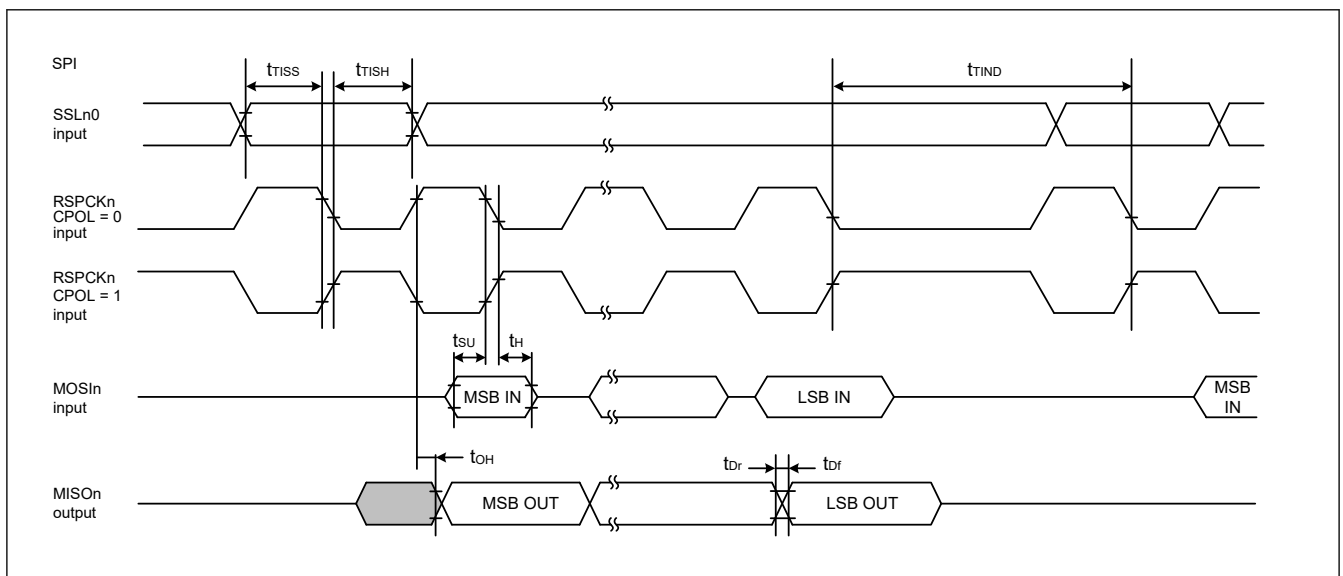 SPI
tTISS
tTISH
tTIND
SSLn0
input
RSPCKn
CPOL = 0
input
RSPCKn
CPOL = 1
input
tSU
tH
MOSIn
input
MSB IN
LSB IN
MSB
IN
tOH
tDr
tDf
MISOn
output
MSB OUT
LSB OUT